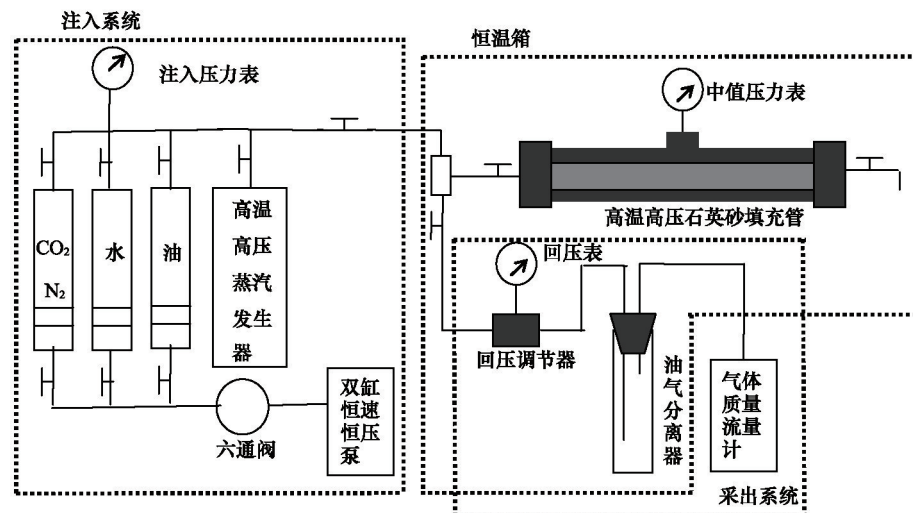 注入系统
恒温箱
注入压力表
中值压力表
CO₂
N₂
水
油
高温
高压
蒸汽
发生
器
高温高压石英砂填充管
回压表
回压调节器
油气分离器
气体
质量
流量
计
双缸
恒速
恒压
泵
六通阀
采出系统